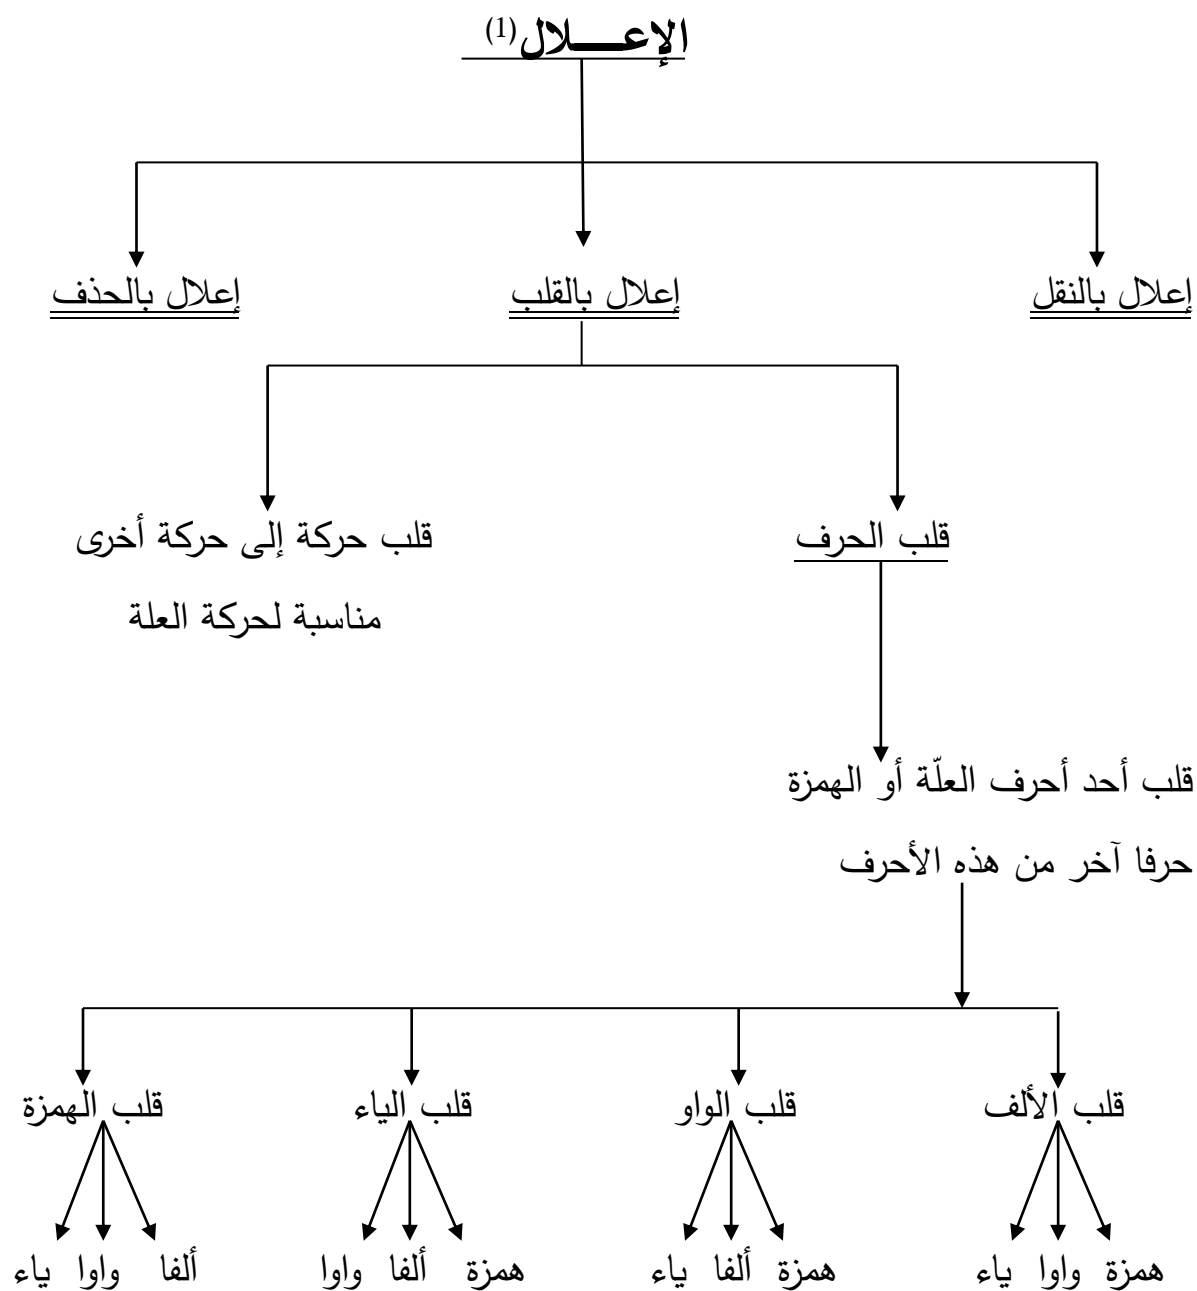 الإعــــلال(1)
إعلال بالنقل
إعلال بالقلب
إعلال بالحذف
قلب الحرف
قلب حركة إلى حركة أخرى
مناسبة لحركة العلة
قلب أحد أحرف العلّة أو الهمزة
حرفا آخر من هذه الأحرف
قلب الألف
قلب الواو
قلب الياء
قلب الهمزة
همزة واوا ياء
همزة ألفا ياء
همزة ألفا واوا
ألفا واوا ياء